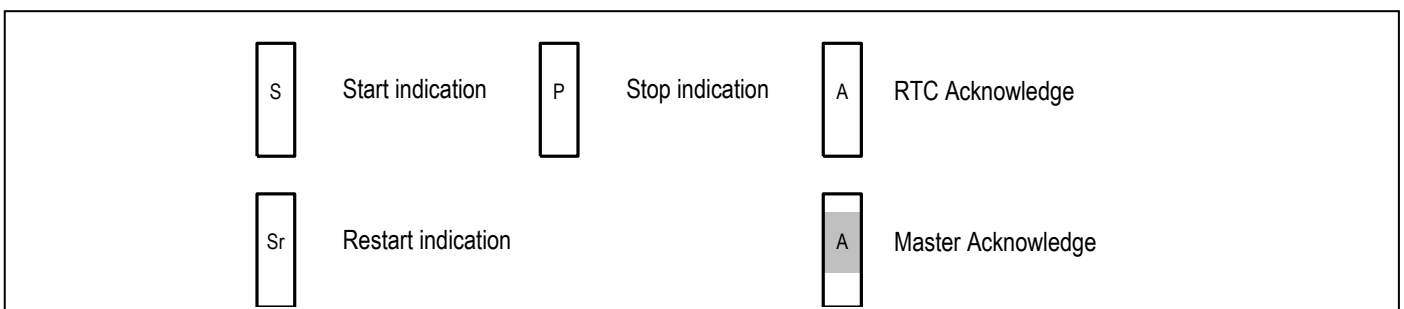 S Start indication P Stop indication A RTC Acknowledge
Sr Restart indication A Master Acknowledge